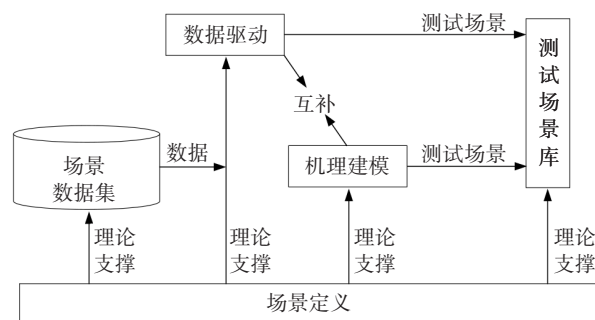 数据驱动
测试场景
测试场景库
互补
场景
数据集
数据
机理建模
测试场景
理论
支撑
理论
支撑
理论
支撑
理论
支撑
场景定义